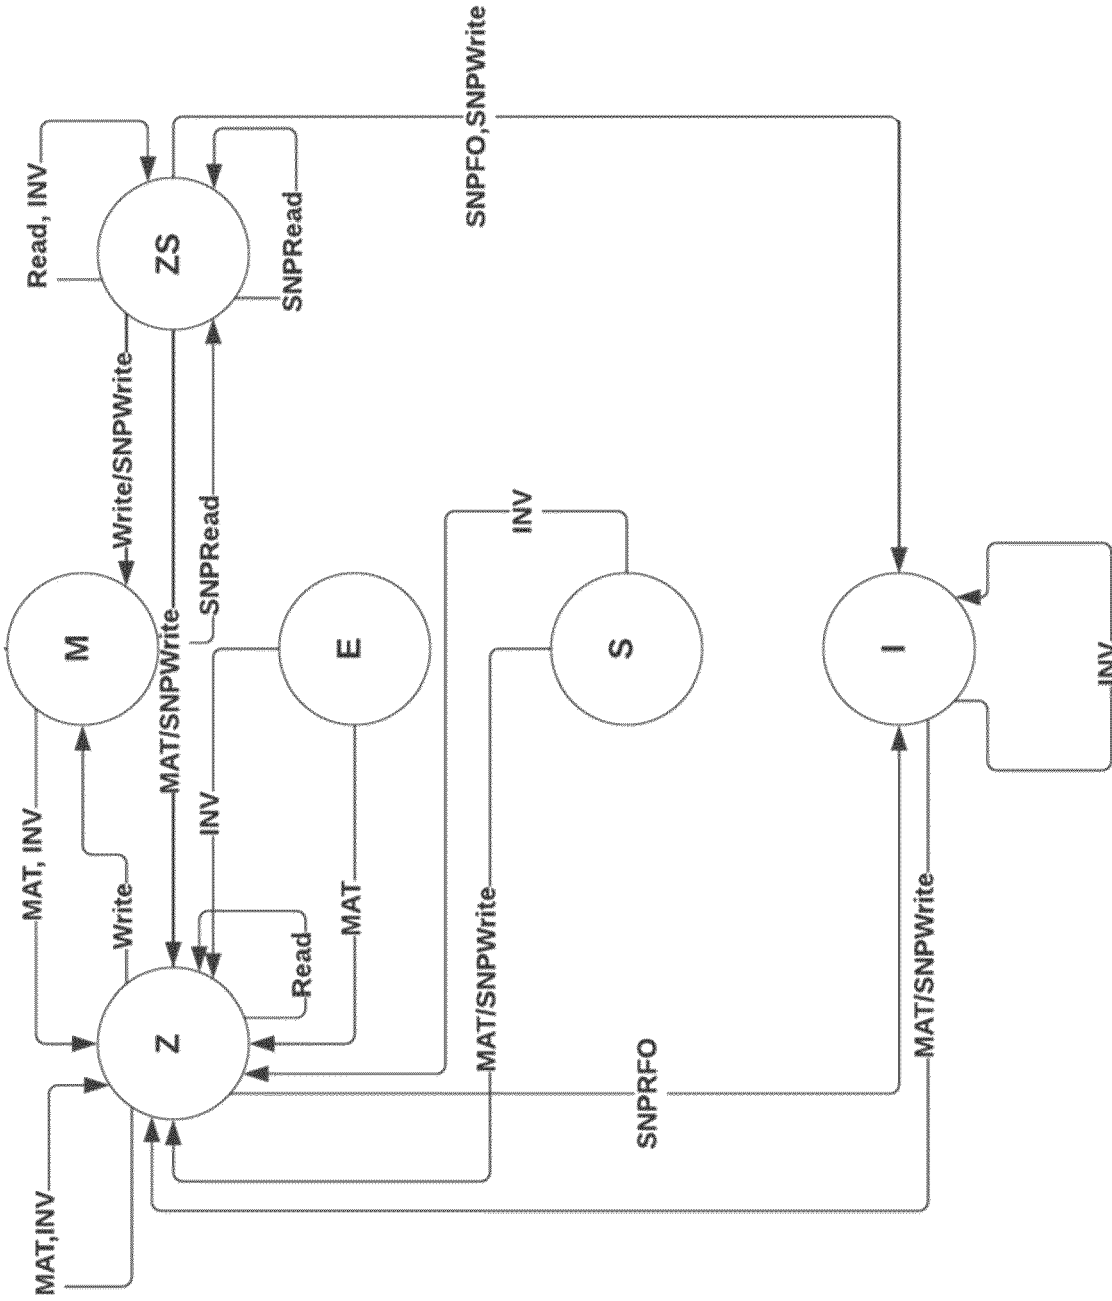 MAT,INV
MAT, INV
Read, INV
Z
Write
M
Write/SNPWrite
ZS
MAT/SNPWrite
SNPRead
INV
SNPRead
Read
MAT
E
SNPFO,SNPWrite
MAT/SNPWrite
INV
S
SNPRFO
MAT/SNPWrite
I
INV